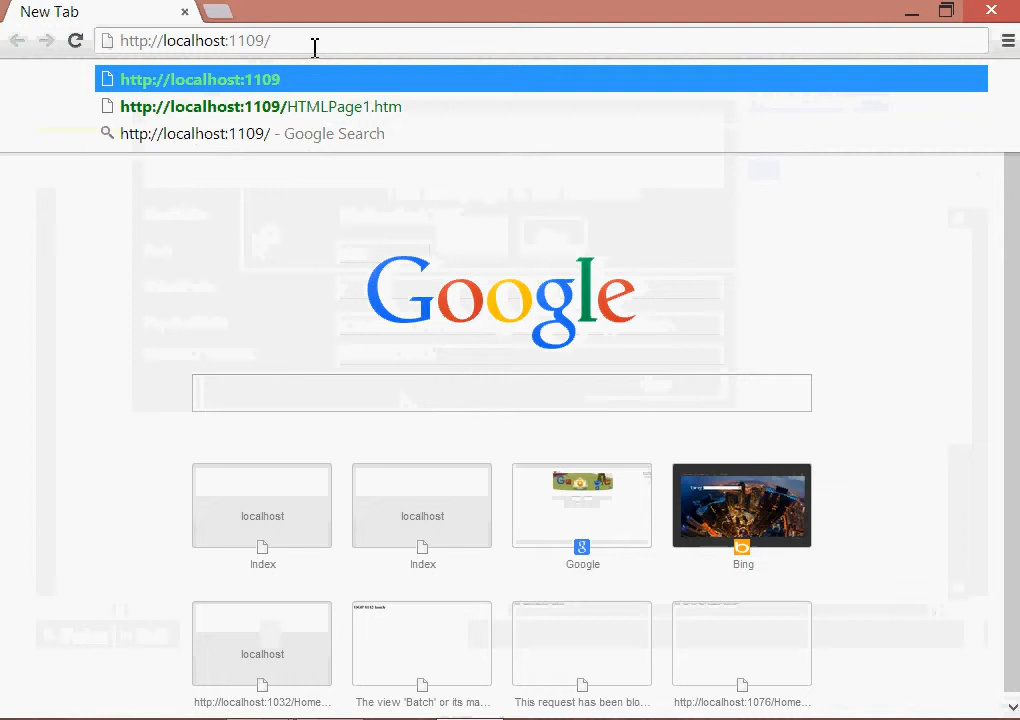 New Tab
http://localhost:1109/
http://localhost:1109
http://localhost:1109/HTMLPage1.htm
http://localhost:1109/ - Google Search
Google
localhost
localhost
Index
Index
Google
Bing
localhost
http://localhost:1032/Home...
The view 'Batch' or its ma...
This request has been blo...
http://localhost:1076/Home...